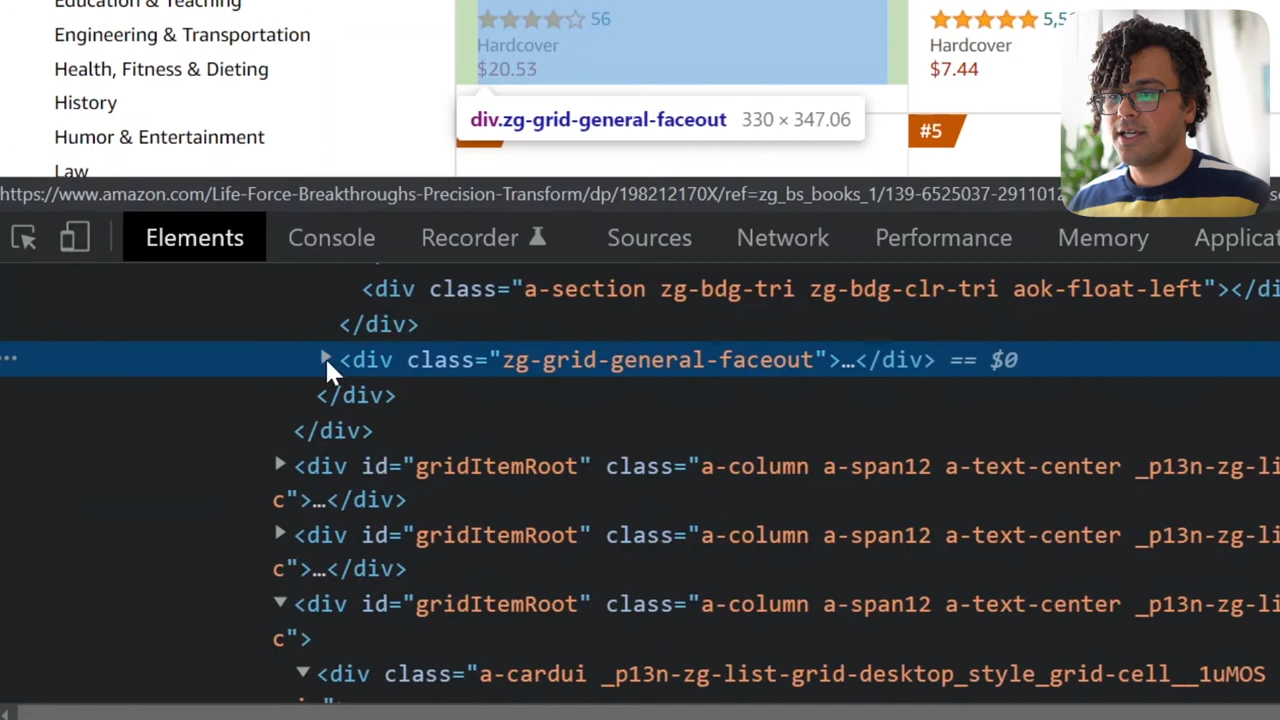 Education & Teaching
Engineering & Transportation
Health, Fitness & Dieting
History
Humor & Entertainment
Law
56
Hardcover
$20.53
5,5
Hardcover
$7.44
div.zg-grid-general-faceout 330 × 347.06
#5
https://www.amazon.com/Life-Force-Breakthroughs-Precision-Transform/dp/198212170X/ref=zg_bs_books_1/139-6525037-2911012
Elements Console Recorder Sources Network Performance Memory Applicat
<div class="a-section zg-bdg-tri zg-bdg-clr-tri aok-float-left"></di
</div>
… <div class="zg-grid-general-faceout">…</div> == $0
</div>
</div>
<div id="gridItemRoot" class="a-column a-span12 a-text-center _p13n-zg-li
c">…</div>
<div id="gridItemRoot" class="a-column a-span12 a-text-center _p13n-zg-li
c">…</div>
<div id="gridItemRoot" class="a-column a-span12 a-text-center _p13n-zg-li
c">
<div class="a-cardui _p13n-zg-list-grid-desktop_style_grid-cell__1uMOS